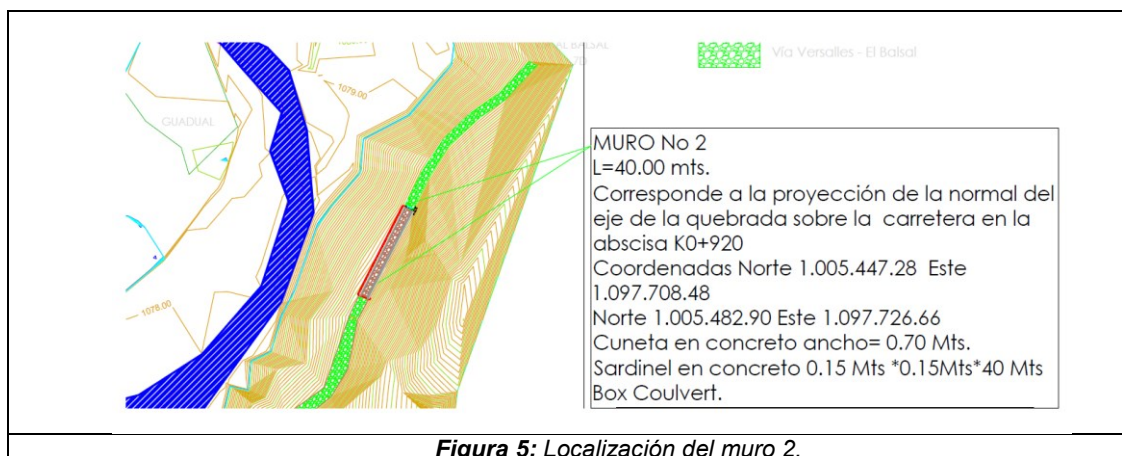 Vía Versalles - El Balsal
GUADUAL
1079.00
1078.00
MURO No 2
L=40.00 mts.
Corresponde a la proyección de la normal del
eje de la quebrada sobre la carretera en la
abscisa K0+920
Coordenadas Norte 1.005.447.28 Este
1.097.708.48
Norte 1.005.482.90 Este 1.097.726.66
Cuneta en concreto ancho= 0.70 Mts.
Sardinel en concreto 0.15 Mts *0.15Mts*40 Mts
Box Coulvert.
Figura 5: Localización del muro 2.